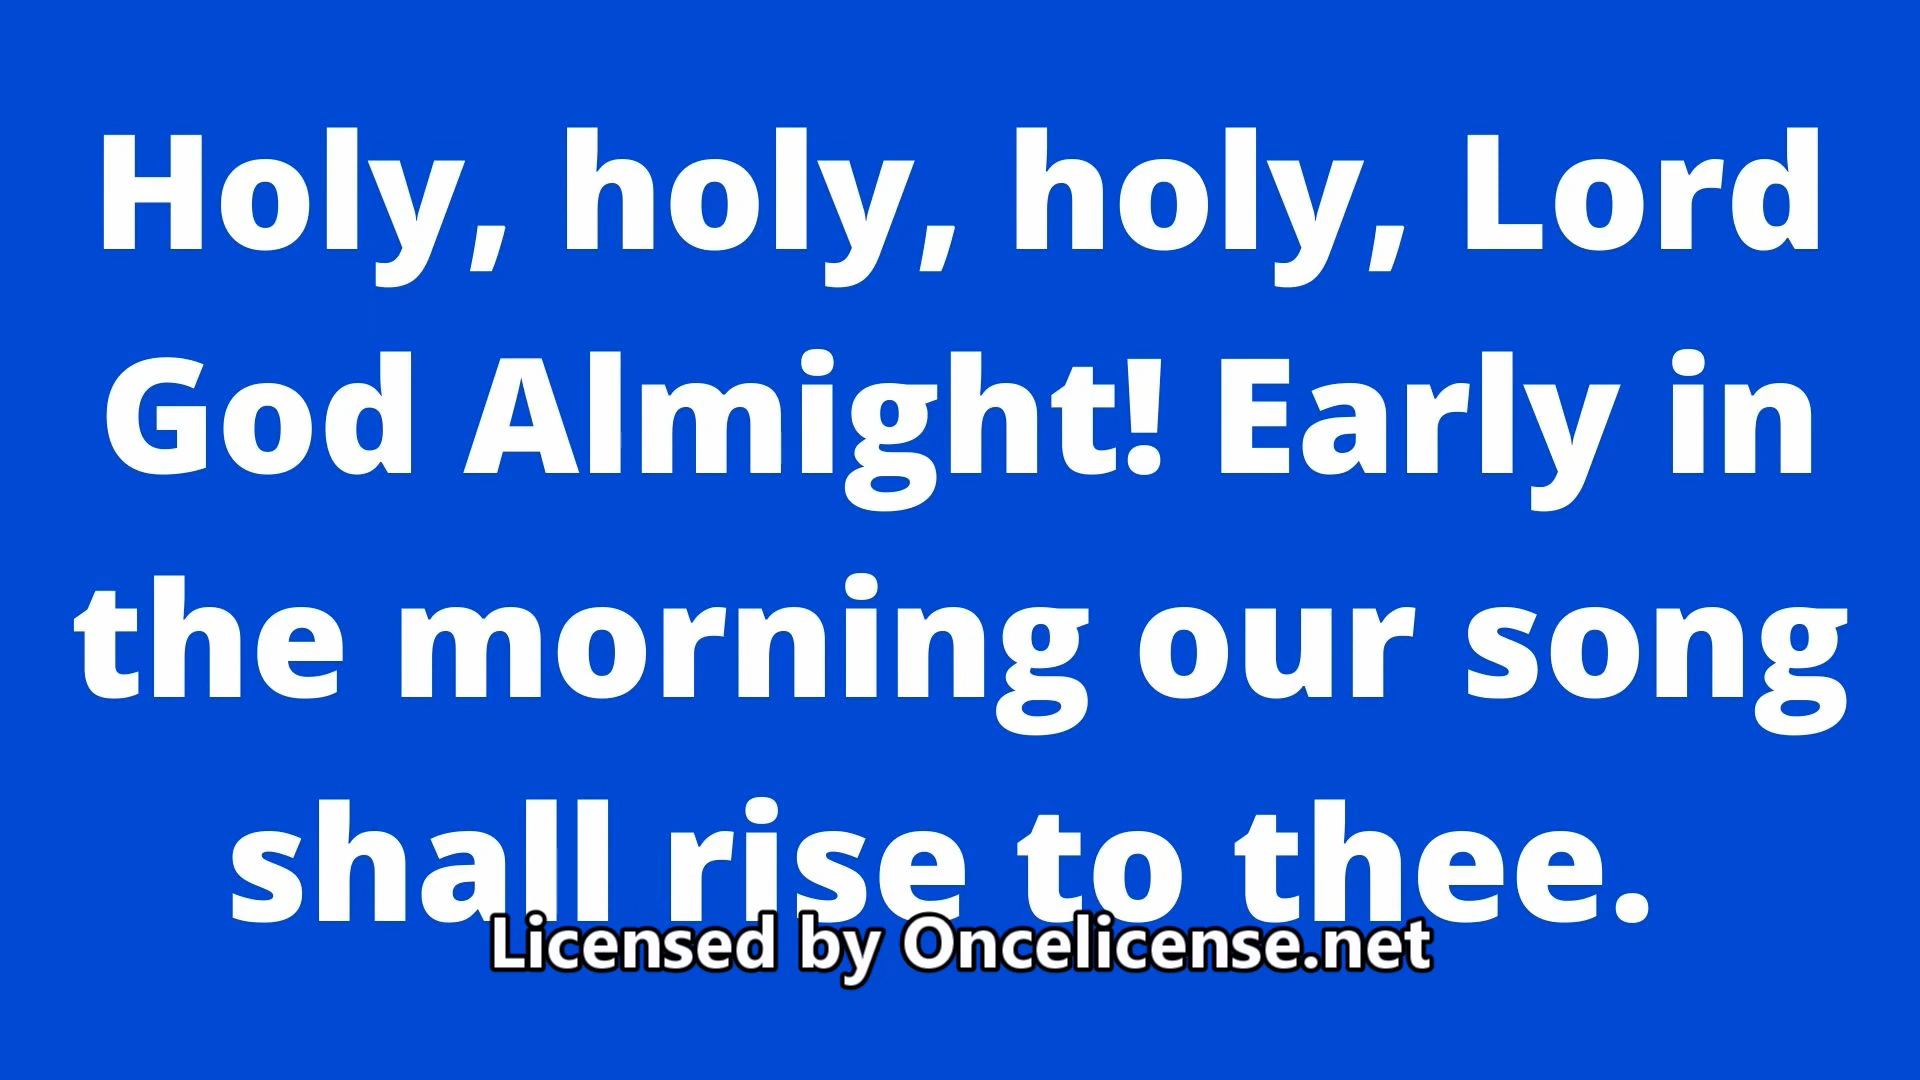 Holy, holy, holy, Lord
God Almight! Early in
the morning our song
shall rise to thee.
Licensed by Oncelicense.net